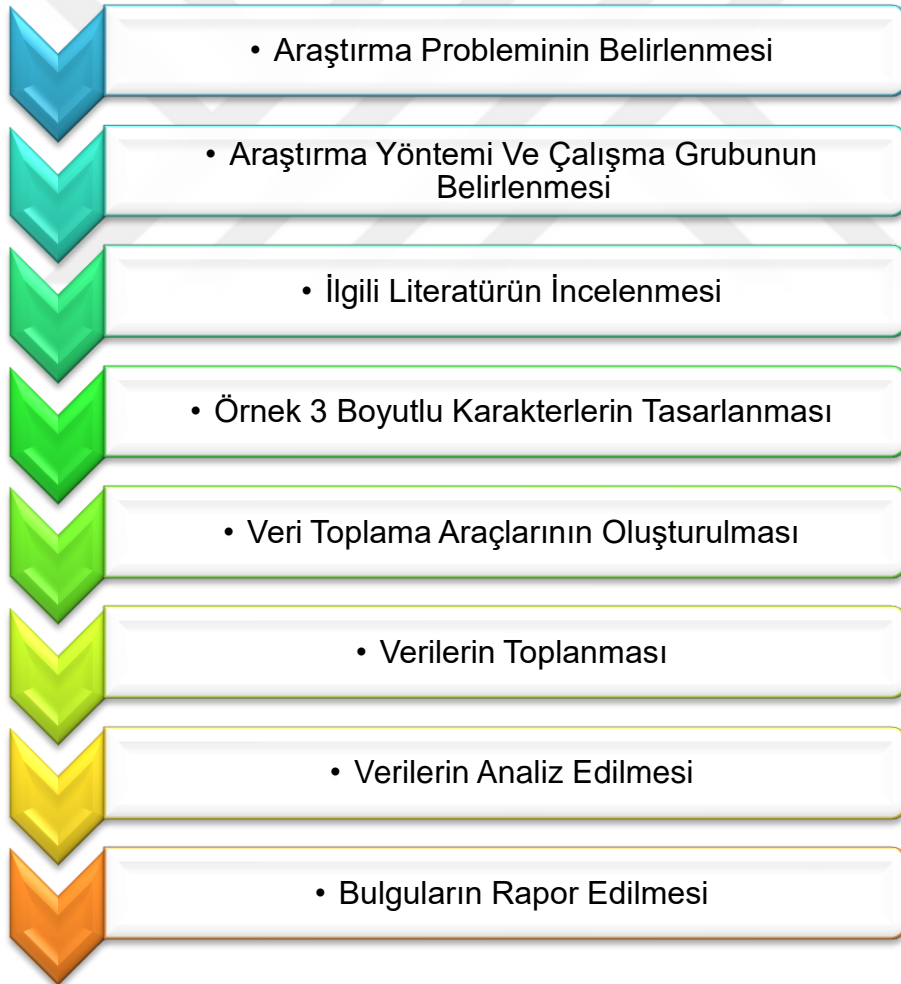 • Araştırma Probleminin Belirlenmesi
• Araştırma Yöntemi Ve Çalışma Grubunun
Belirlenmesi
• İlgili Literatürün İncelenmesi
• Örnek 3 Boyutlu Karakterlerin Tasarlanması
• Veri Toplama Araçlarının Oluşturulması
• Verilerin Toplanması
• Verilerin Analiz Edilmesi
• Bulguların Rapor Edilmesi